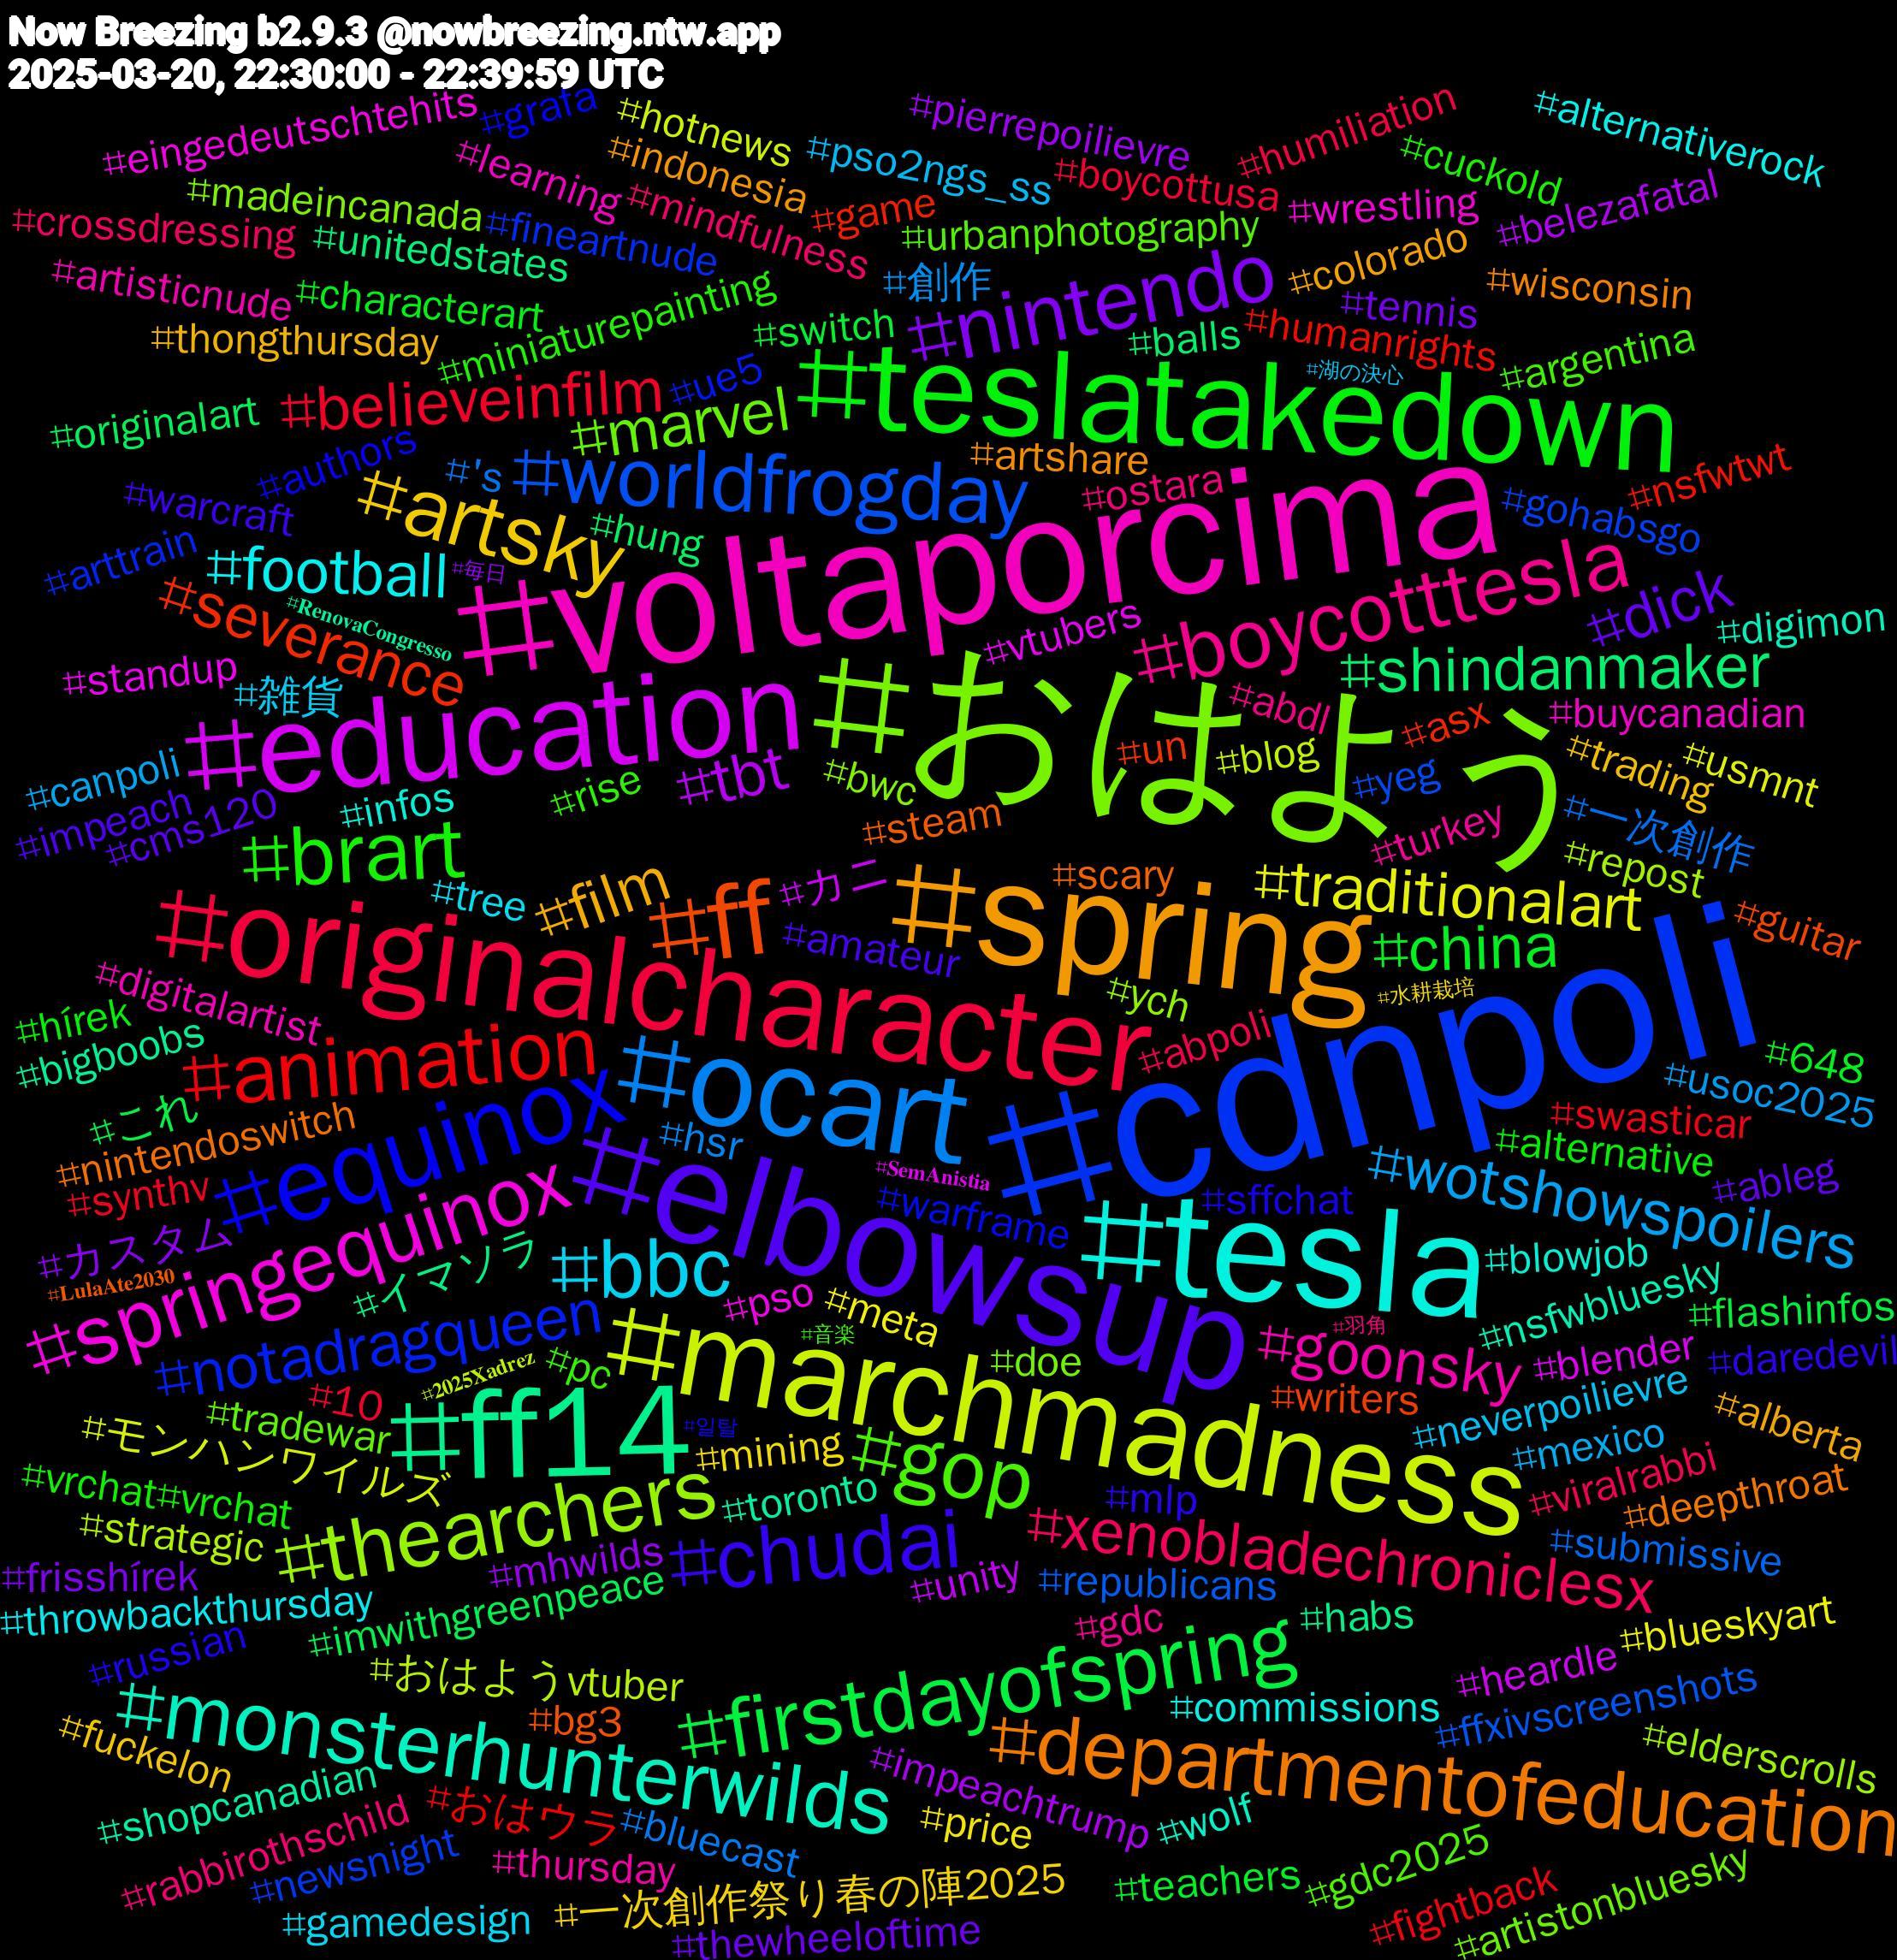 Now Breezing b2.9.3 @nowbreezing.ntw.app
2025-03-20, 22:30:00 - 22:39:59 UTC
#eingedeutschtehits
#grafa
#hotnews
#pierrepoilievre
#humiliation
#alternativerock
#learning
#indonesia
#pso2ngs_ss
#boycottusa
#cuckold
#madeincanada
#fineartnude
#mindfulness
#game
#urbanphotography
#wrestling
#belezafatal
#crossdressing
#unitedstates
#artisticnude
#創作
#colorado
#wisconsin
#characterart
#miniaturepainting
#nintendo
#tennis
#thongthursday
#switch
#balls
#humanrights
#argentina
#湖の決心
#ue5
#originalart
#believeinfilm
#marvel
#teslatakedown
#artshare
#nsfwtwt
#authors
#'s
#worldfrogday
#ostara
#gohabsgo
#warcraft
#artsky
#hung
#voltaporcima
#boycotttesla
#arttrain
#football
#毎日
#RenovaCongresso
#severance
#vtubers
#dick
#digimon
#standup
#雑貨
#education
#おはよう
#shindanmaker
#abdl
#buycanadian
#canpoli
#tbt
#bwc
#blog
#asx
#un
#trading
#usmnt
#impeach
#cms120
#infos
#rise
#steam
#turkey
#yeg
#一次創作
#brart
#tree
#film
#カニ
#scary
#repost
#traditionalart
#guitar
#originalcharacter
#ff
#amateur
#spring
#china
#digitalartist
#ych
#水耕栽培
#cdnpoli
#hírek
#bigboobs
#animation
#abpoli
#648
#これ
#nintendoswitch
#equinox
#ocart
#hsr
#usoc2025
#synthv
#swasticar
#alternative
#カスタム
#springequinox
#イマソラ
#SemAnistia
#elbowsup
#warframe
#sffchat
#tesla
#wotshowspoilers
#ableg
#LulaAte2030
#russian
#notadragqueen
#bbc
#pso
#meta
#音楽
#羽角
#blowjob
#nsfwbluesky
#flashinfos
#2025Xadrez
#pc
#marchmadness
#doe
#goonsky
#blender
#daredevil
#10
#tradewar
#ff14
#일탈
#モンハンワイルズ
#mining
#gop
#writers
#neverpoilievre
#mexico
#alberta
#vrchat#vrchat
#strategic
#thearchers
#toronto
#chudai
#mlp
#xenobladechroniclesx
#viralrabbi
#deepthroat
#frisshírek
#mhwilds
#unity
#republicans
#submissive
#throwbackthursday
#imwithgreenpeace
#gdc
#habs
#blueskyart
#おはようvtuber
#firstdayofspring
#heardle
#monsterhunterwilds
#departmentofeducation
#commissions
#ffxivscreenshots
#elderscrolls
#fuckelon
#bg3
#impeachtrump
#shopcanadian
#おはウラ
#bluecast
#price
#wolf
#rabbirothschild
#newsnight
#thursday
#一次創作祭り春の陣2025
#teachers
#gdc2025
#fightback
#artistonbluesky
#gamedesign
#thewheeloftime